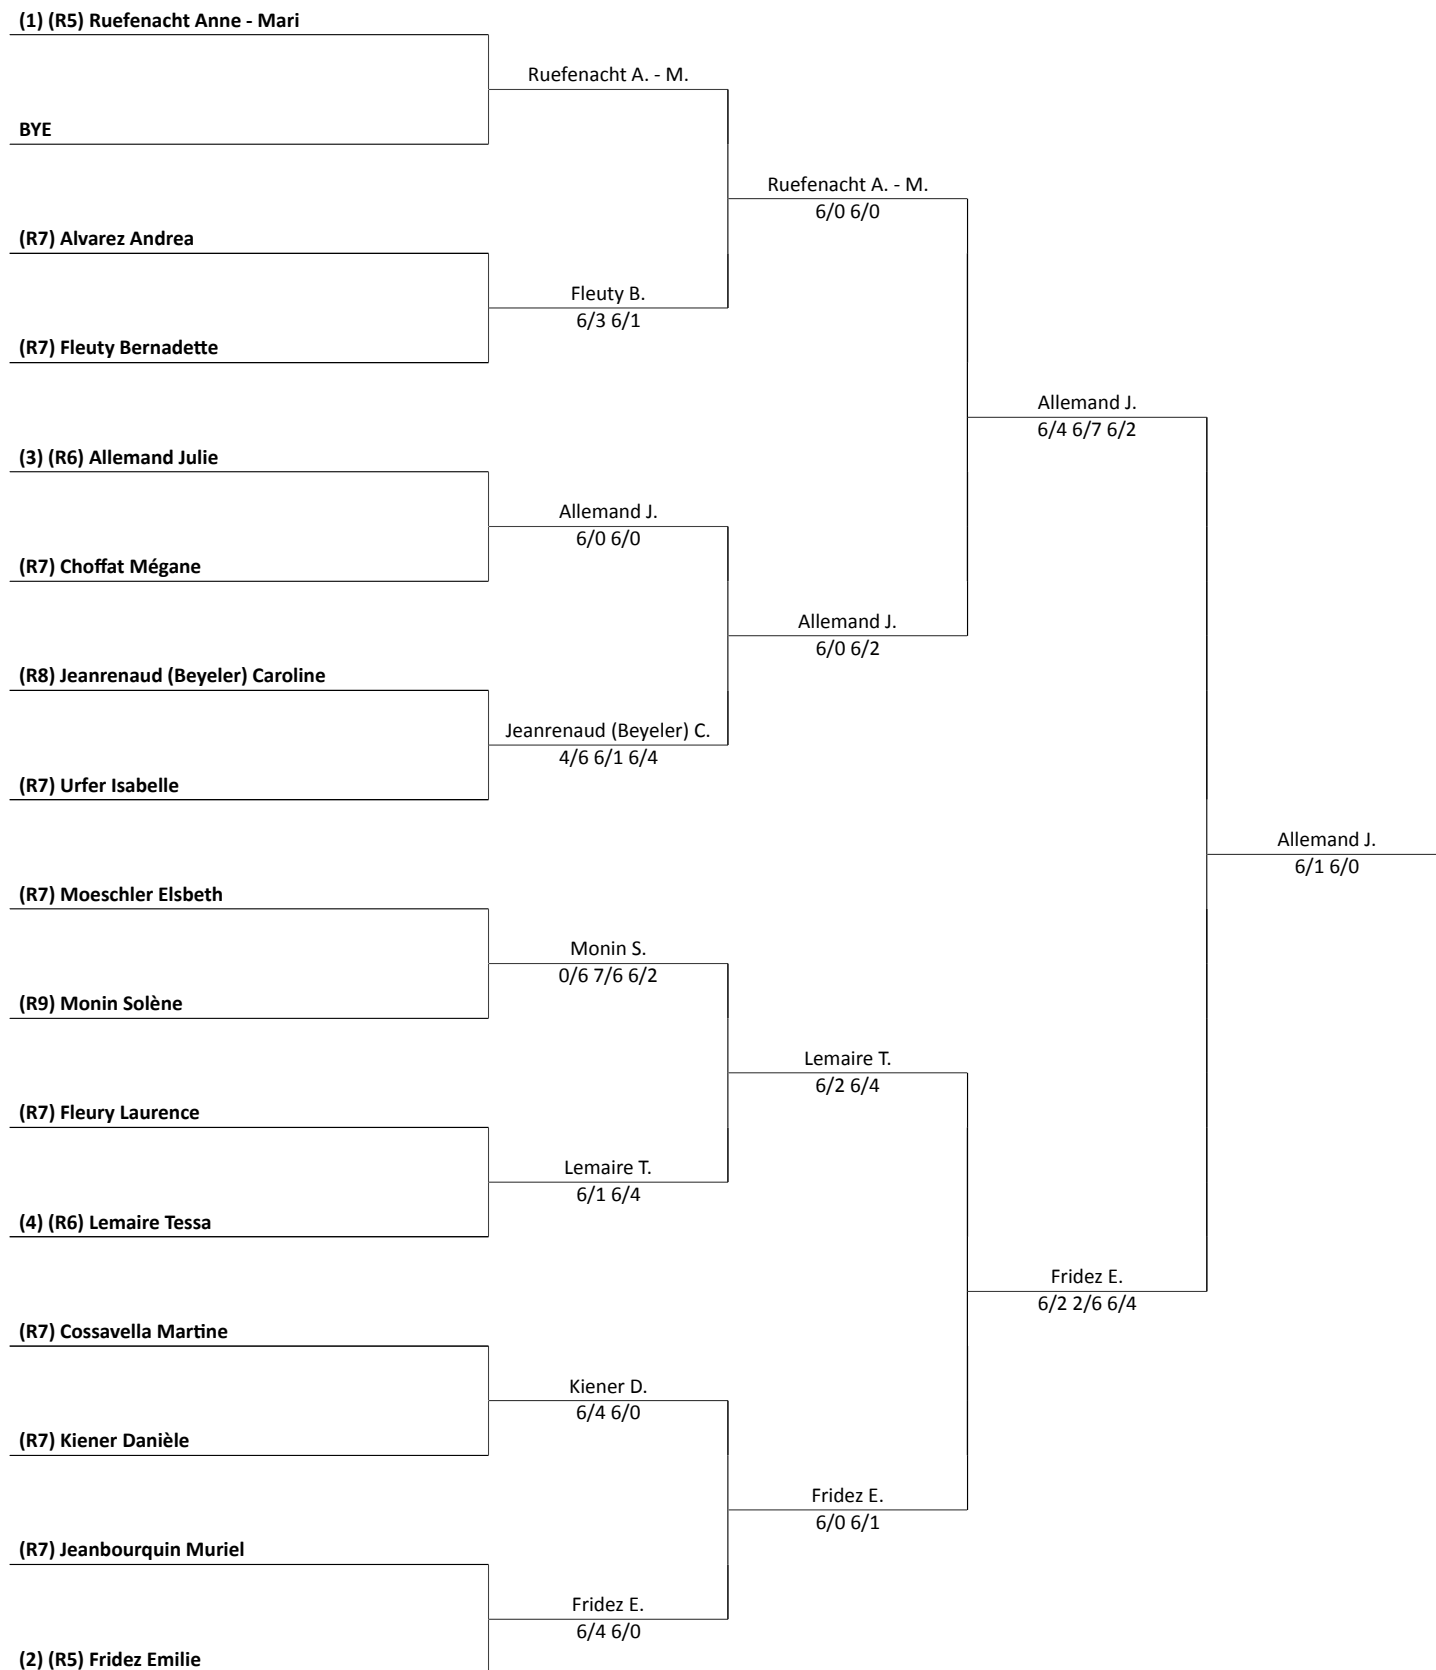 (1) (R5) Ruefenacht Anne - Mari
Ruefenacht A. - M.
BYE
Ruefenacht A. - M.
6/0 6/0
(R7) Alvarez Andrea
Fleuty B.
6/3 6/1
(R7) Fleuty Bernadette
Allemand J.
6/4 6/7 6/2
(3) (R6) Allemand Julie
Allemand J.
6/0 6/0
(R7) Choffat Mégane
Allemand J.
6/0 6/2
(R8) Jeanrenaud (Beyeler) Caroline
Jeanrenaud (Beyeler) C.
4/6 6/1 6/4
(R7) Urfer Isabelle
Allemand J.
6/1 6/0
(R7) Moeschler Elsbeth
Monin S.
0/6 7/6 6/2
(R9) Monin Solène
Lemaire T.
6/2 6/4
(R7) Fleury Laurence
Lemaire T.
6/1 6/4
(4) (R6) Lemaire Tessa
Fridez E.
6/2 2/6 6/4
(R7) Cossavella Martine
Kiener D.
6/4 6/0
(R7) Kiener Danièle
Fridez E.
6/0 6/1
(R7) Jeanbourquin Muriel
Fridez E.
6/4 6/0
(2) (R5) Fridez Emilie